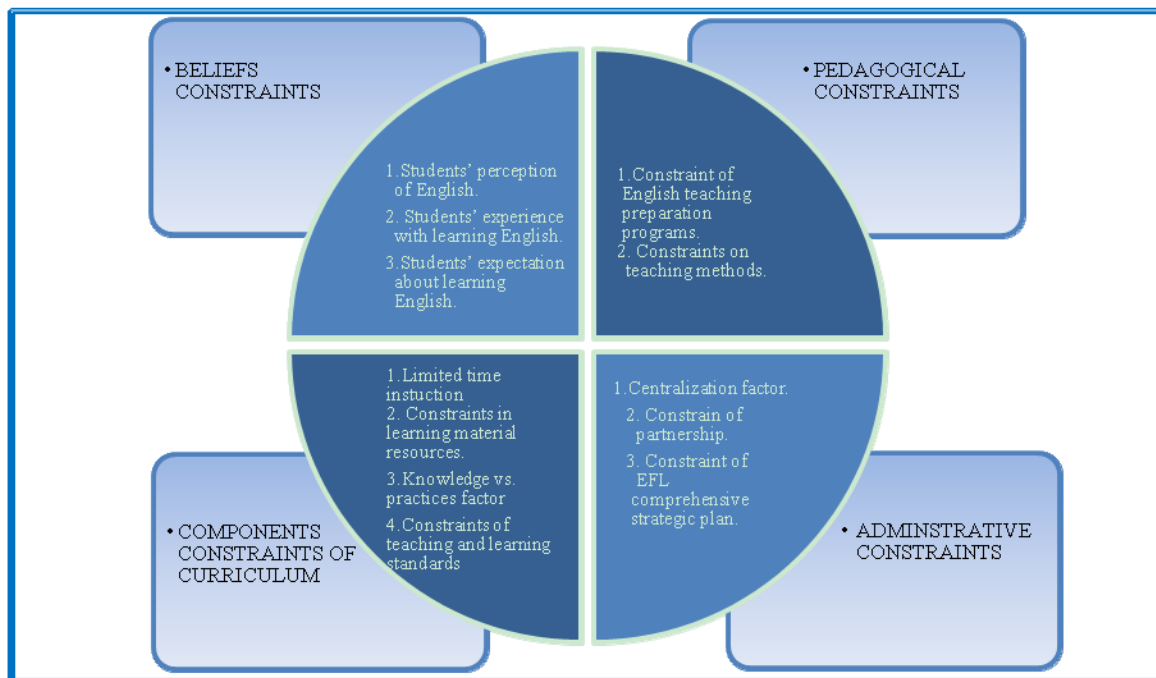 • BELIEFS
CONSTRAINTS
1.Students’ perception
of English.
2. Students’ experience
with learning English.
3.Students’ expectation
about learning
English.
• PEDAGOGICAL
CONSTRAINTS
1.Constraint of
English teaching
preparation
programs.
2. Constraints on
teaching methods.
• COMPONENTS
CONSTRAINTS OF
CURRICULUM
1.Limited time
instuction
2. Constraints in
learning material
resources.
3.Knowledge vs.
practices factor
4.Constraints of
teaching and learning
standards
1.Centralization factor.
2. Constrain of
partnership.
3. Constraint of
EFL
comprehensive
strategic plan.
• ADMINSTRATIVE
CONSTRAINTS